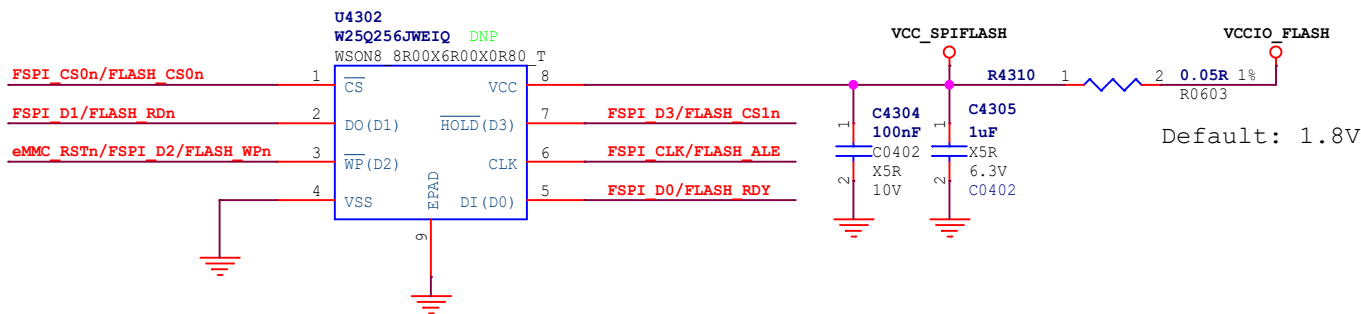 U4302
W25Q256JWEIQ DNP
WSON8_8R00X6R00X0R80_T
VCC_SPIFLASH
VCCIO_FLASH
FSPI_CS0n/FLASH_CS0n 1 CS VCC 8
R4310 1 2 0.05R 1%
R0603
FSPI_D1/FLASH_RDn 2 DO(D1) HOLD(D3) 7 FSPI_D3/FLASH_CS1n
eMMC_RSTn/FSPI_D2/FLASH_WPn 3 WP(D2) CLK 6 FSPI_CLK/FLASH_ALE
4 VSS EPAD DI(D0) 5 FSPI_D0/FLASH_RDY
9
1 C4304
100nF
C0402
2 X5R
10V
1 C4305
1uF
X5R
2 6.3V
C0402
Default: 1.8V